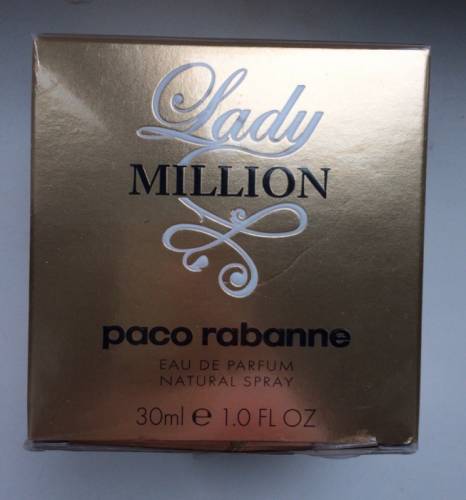 Lady
MILLION
paco rabanne
EAU DE PARFUM
NATURAL SPRAY
30ml e 1.0 FL OZ